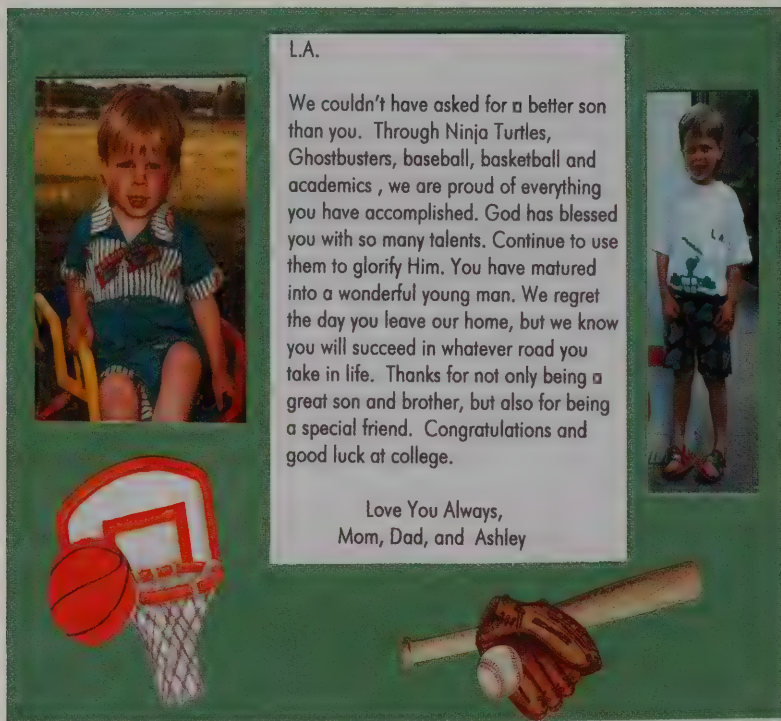 L.A.
We couldn't have asked for a better son
than you. Through Ninja Turtles,
Ghostbusters, baseball, basketball and
academics , we are proud of everything
you have accomplished. God has blessed
you with so many talents. Continue to use
them to glorify Him. You have matured
into a wonderful young man. We regret
the day you leave our home, but we know
you will succeed in whatever road you
take in life. Thanks for not only being a
great son and brother, but also for being
a special friend. Congratulations and
good luck at college.
Love You Always,
Mom, Dad, and Ashley
L.A.